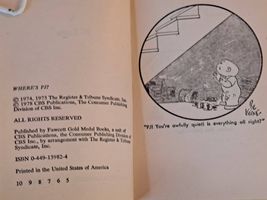 WHERE'S PJ?
© 1974, 1975 The Register & Tribune Syndicate, Inc.
© 1978 CBS Publications, The Consumer Publishing
Division of CBS Inc.
ALL RIGHTS RESERVED
Published by Fawcett Gold Medal Books, a unit of
CBS Publications, the Consumer Publishing Division of
CBS Inc., by arrangement with The Register & Tribune
Syndicate, Inc.
ISBN 0-449-13982-4
Printed in the United States of America
10 9 8 7 6 5
"PJ! You're awfully quiet! Is everything all right?"